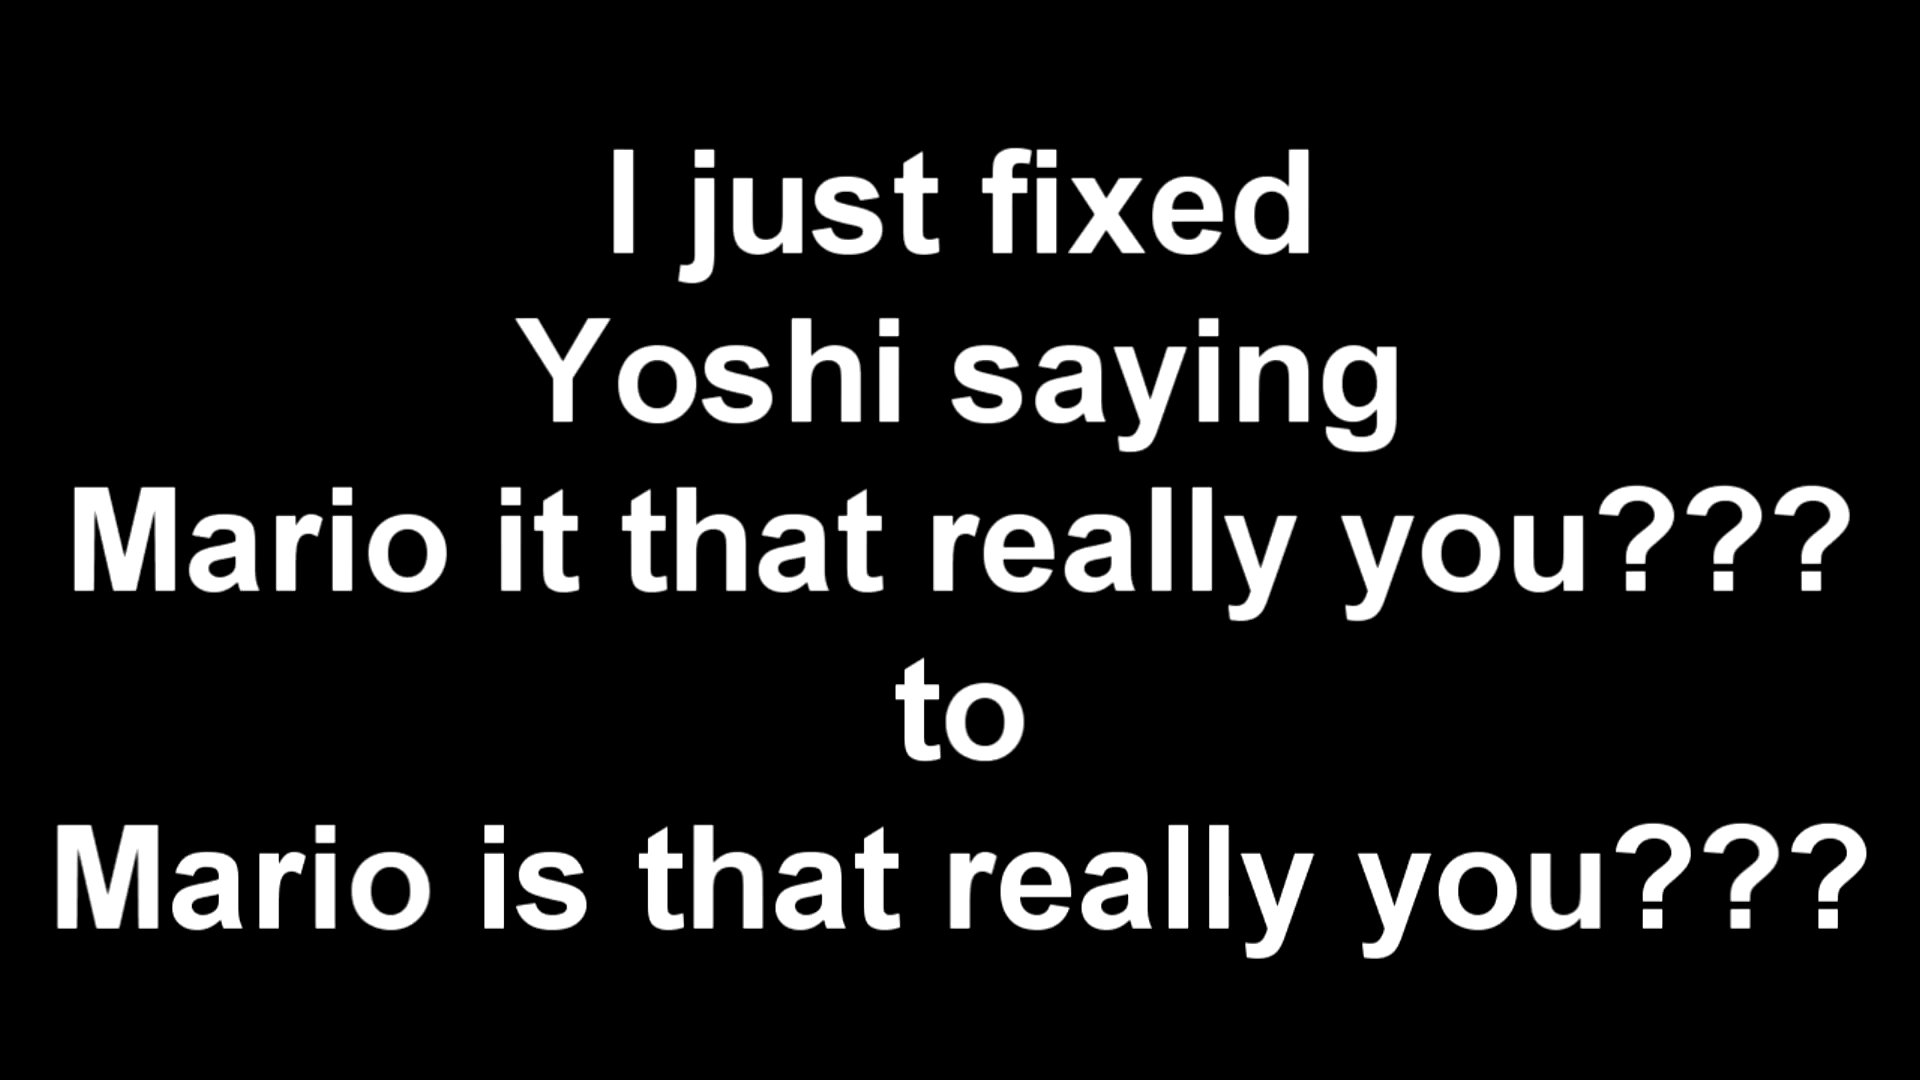 I just fixed
Yoshi saying
Mario it that really you???
to
Mario is that really you???